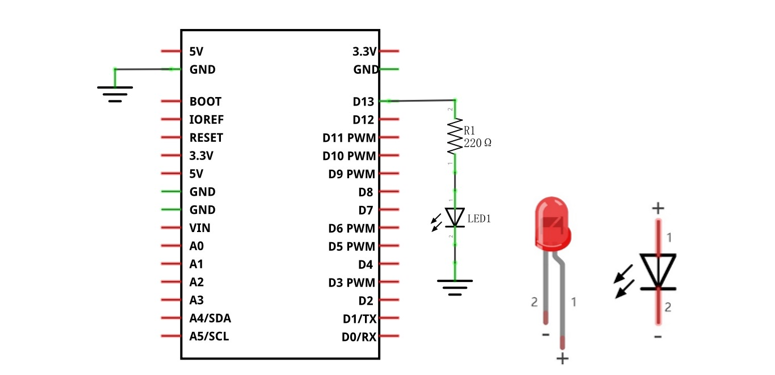 5V
GND
BOOT
IOREF
RESET
3.3V
5V
GND
GND
VIN
A0
A1
A2
A3
A4/SDA
A5/SCL
3.3V
GND
D13
D12
D11 PWM
D10 PWM
D9 PWM
D8
D7
D6 PWM
D5 PWM
D4
D3 PWM
D2
D1/TX
D0/RX
R1
220 Ω
LED1
2 1
-
+
+
1
2
-